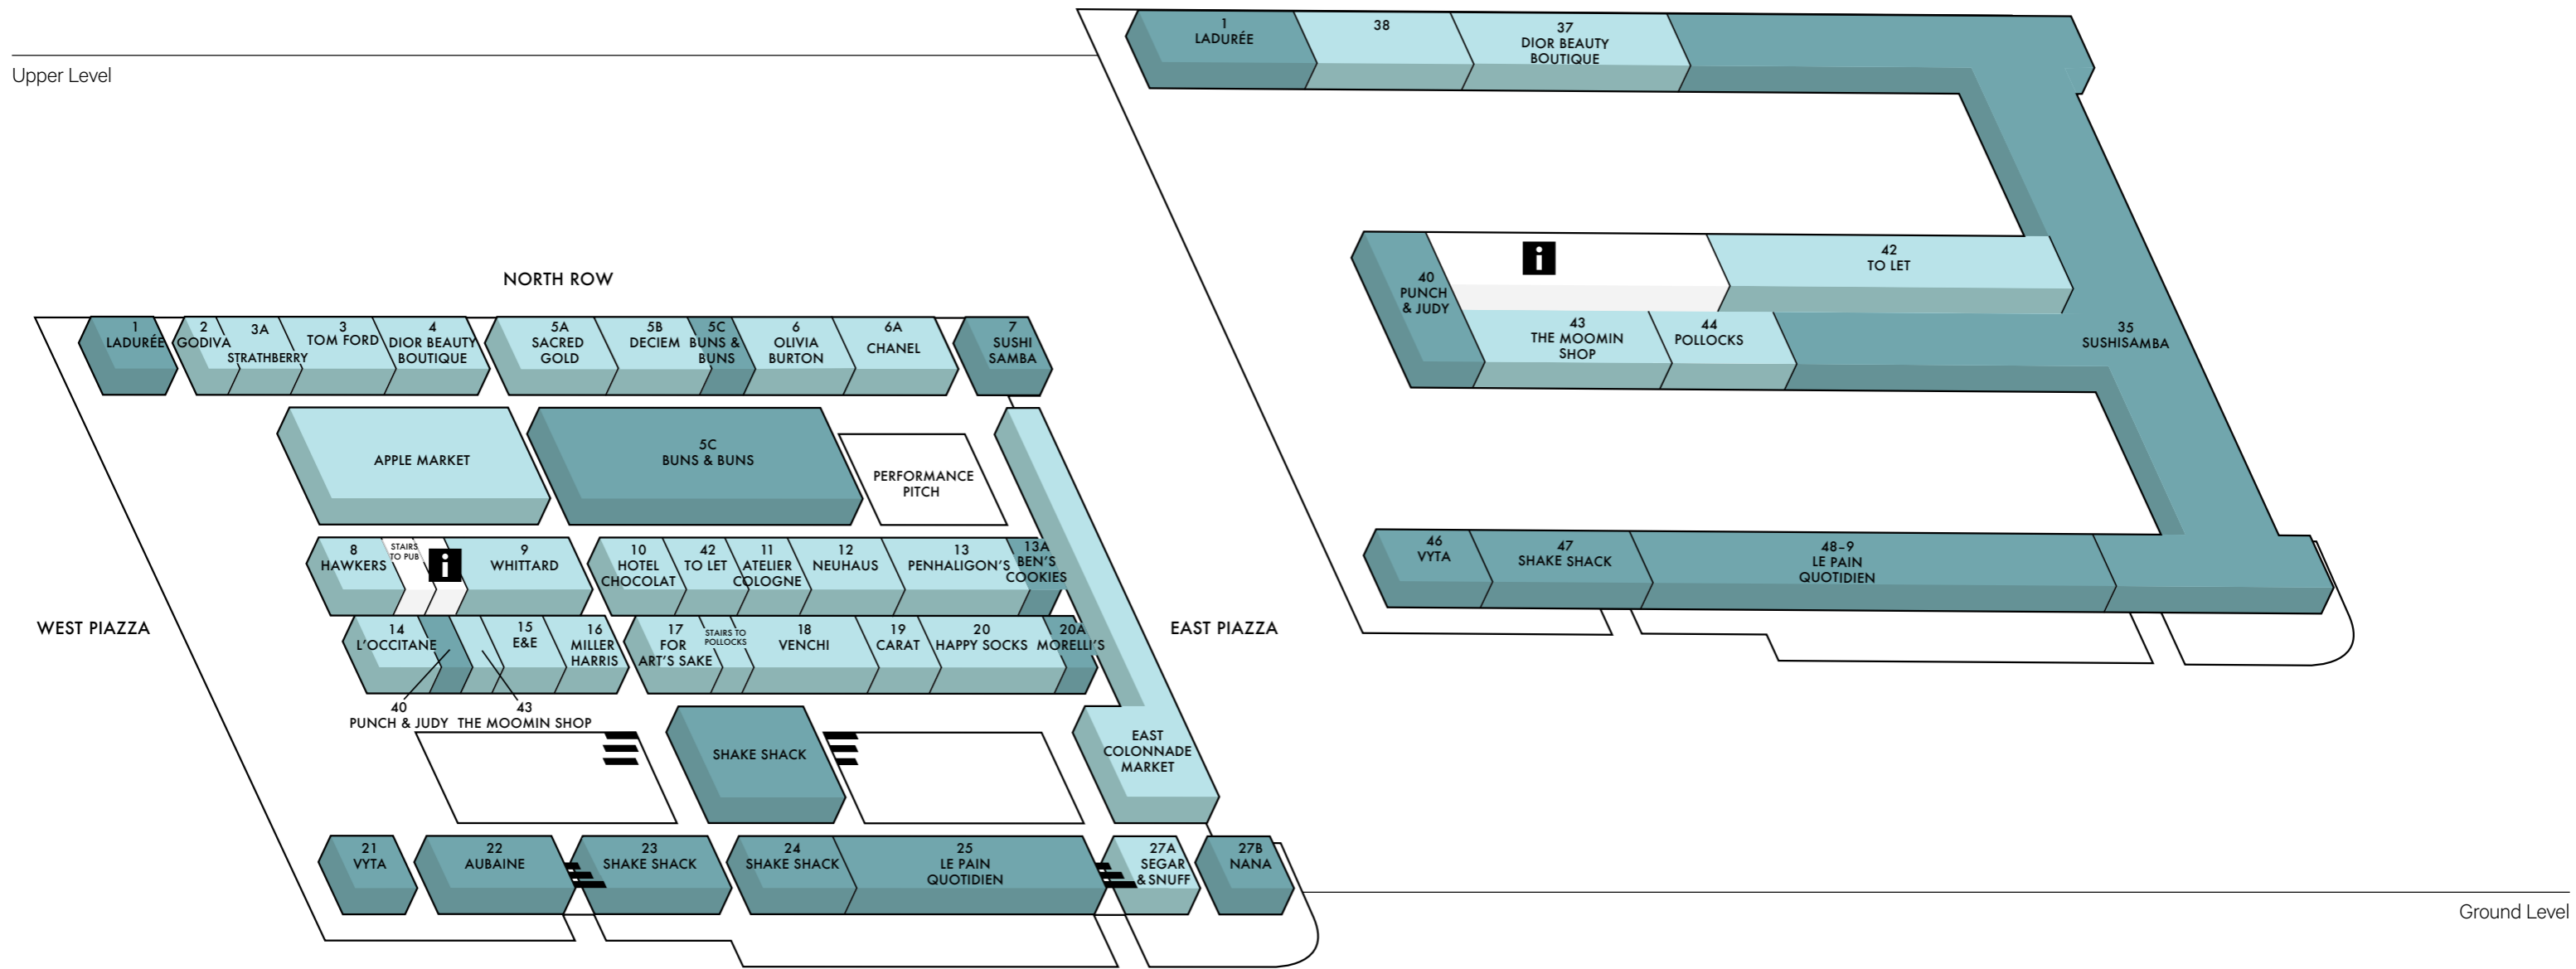 Upper Level
1
LADURÉE
38
37
DIOR BEAUTY
BOUTIQUE
i
42
TO LET
40
PUNCH
& JUDY
43
THE MOOMIN
SHOP
44
POLLOCKS
35
SUSHISAMBA
46
VYTA
47
SHAKE SHACK
48–9
LE PAIN
QUOTIDIEN
NORTH ROW
1
LADURÉE
2
GODIVA
3A
STRATHBERRY
3
TOM FORD
4
DIOR BEAUTY
BOUTIQUE
5A
SACRED
GOLD
5B
DECIEM
5C
BUNS &
BUNS
6
OLIVIA
BURTON
6A
CHANEL
7
SUSHI
SAMBA
APPLE MARKET
5C
BUNS & BUNS
PERFORMANCE
PITCH
8
HAWKERS
STAIRS
TO PUB
i
9
WHITTARD
10
HOTEL
CHOCOLAT
42
TO LET
11
ATELIER
COLOGNE
12
NEUHAUS
13
PENHALIGON'S
13A
BEN'S
COOKIES
WEST PIAZZA
14
L'OCCITANE
15
E&E
16
MILLER
HARRIS
17
FOR
ART'S SAKE
STAIRS TO
POLLOCKS
18
VENCHI
19
CARAT
20
HAPPY SOCKS
20A
MORELLI'S
EAST PIAZZA
40
PUNCH & JUDY
43
THE MOOMIN SHOP
SHAKE SHACK
EAST
COLONNADE
MARKET
21
VYTA
22
AUBAINE
23
SHAKE SHACK
24
SHAKE SHACK
25
LE PAIN
QUOTIDIEN
27A
SEGAR
& SNUFF
27B
NANA
Ground Level